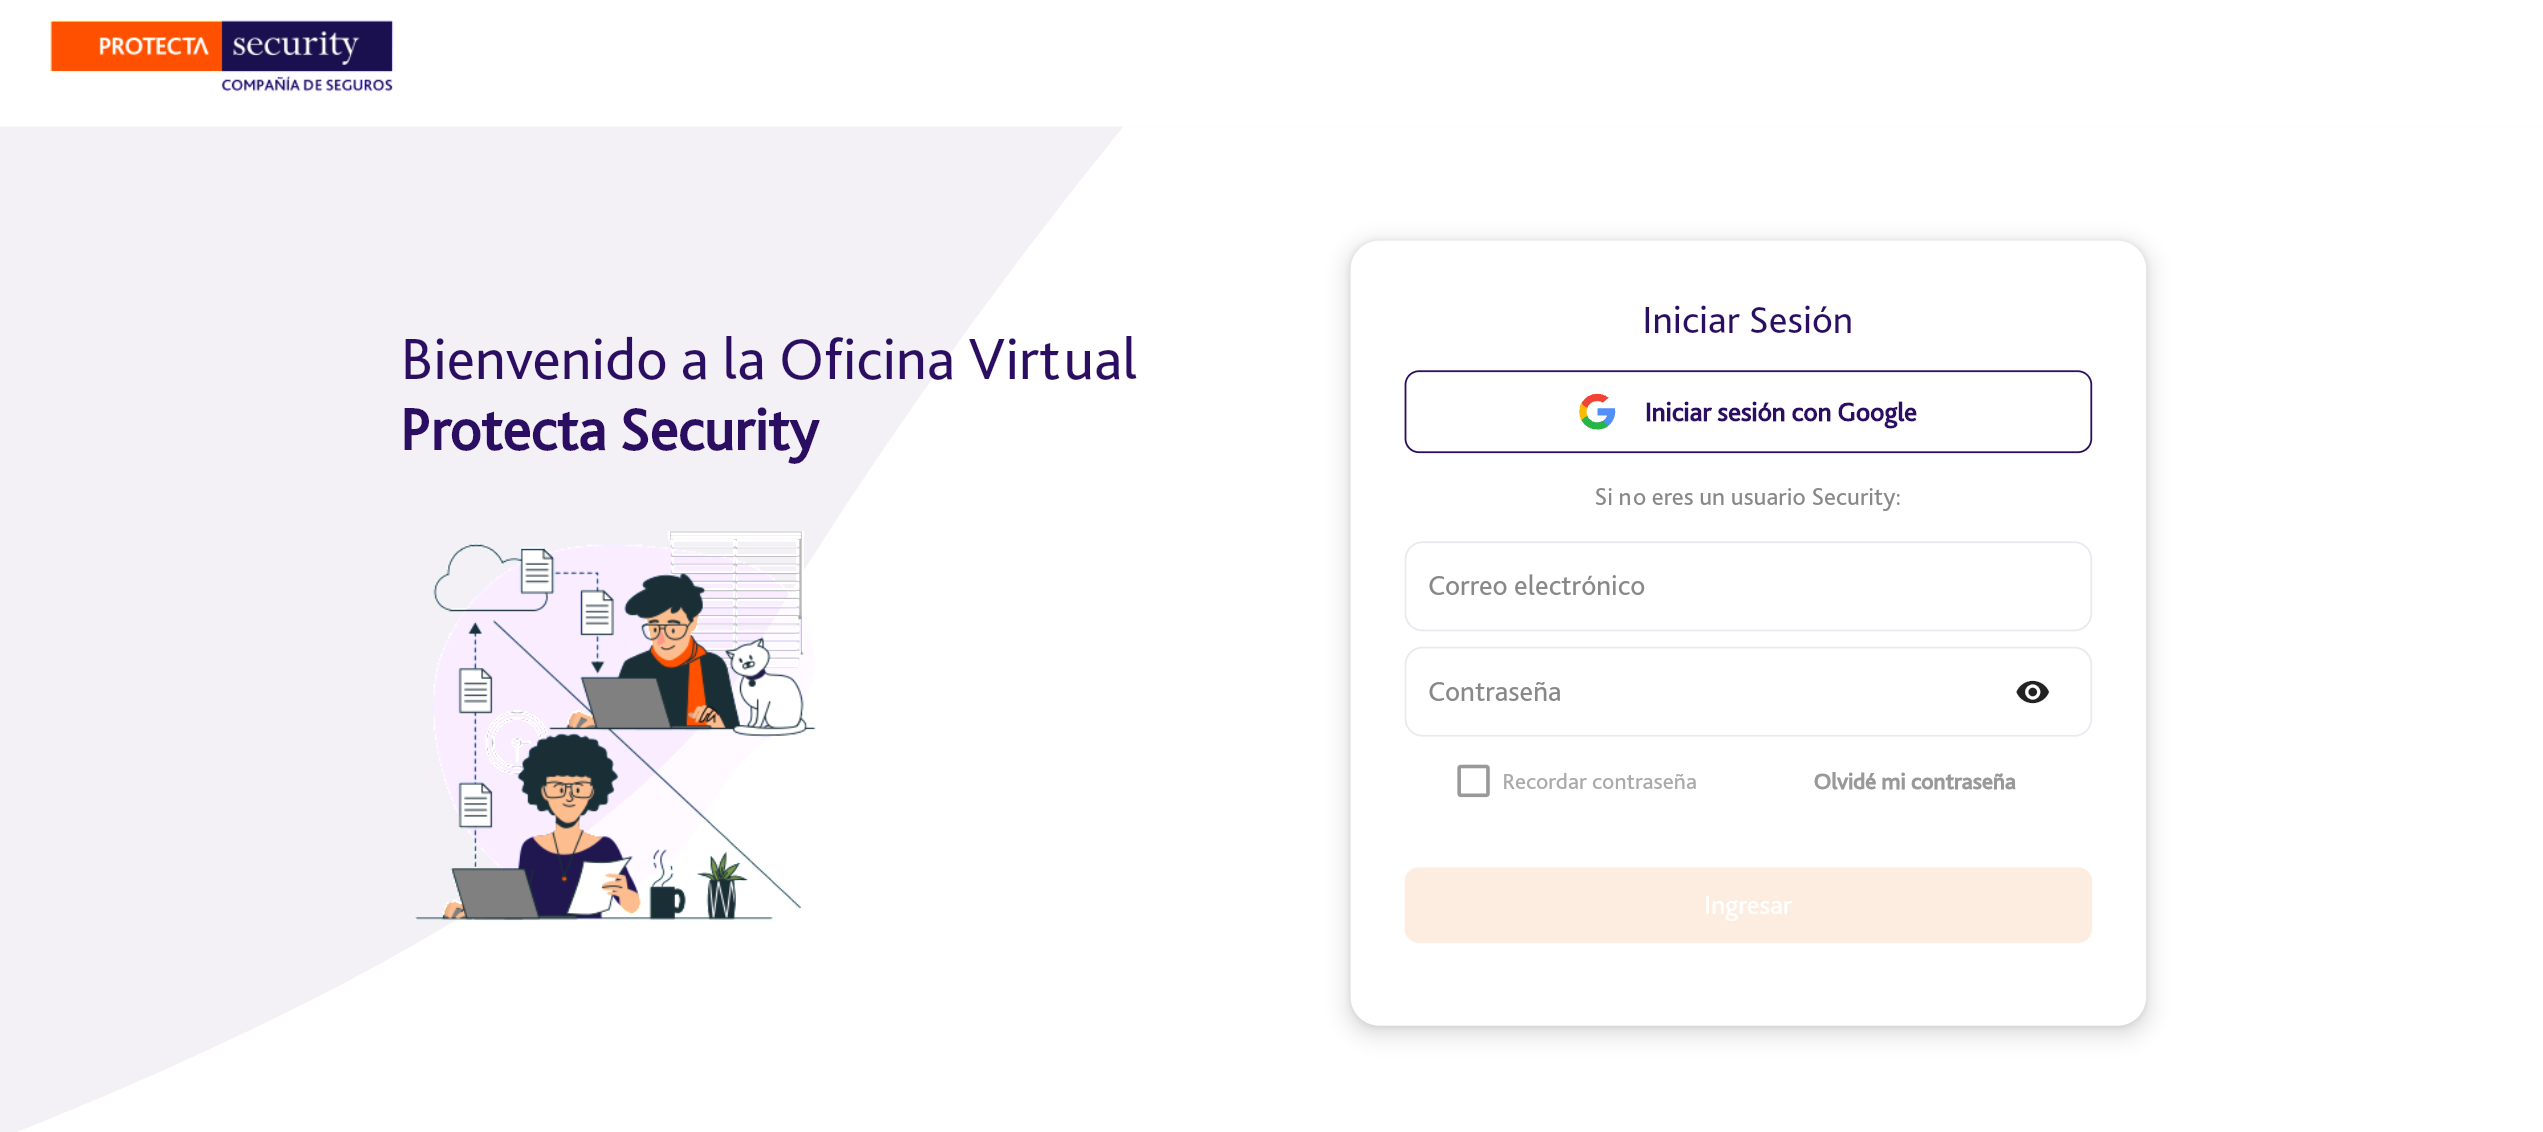 PROTECTA security
COMPAÑÍA DE SEGUROS
Bienvenido a la Oficina Virtual
Protecta Security
Iniciar Sesión
Iniciar sesión con Google
Si no eres un usuario Security:
Correo electrónico
Contraseña
Recordar contraseña
Olvidé mi contraseña
Ingresar